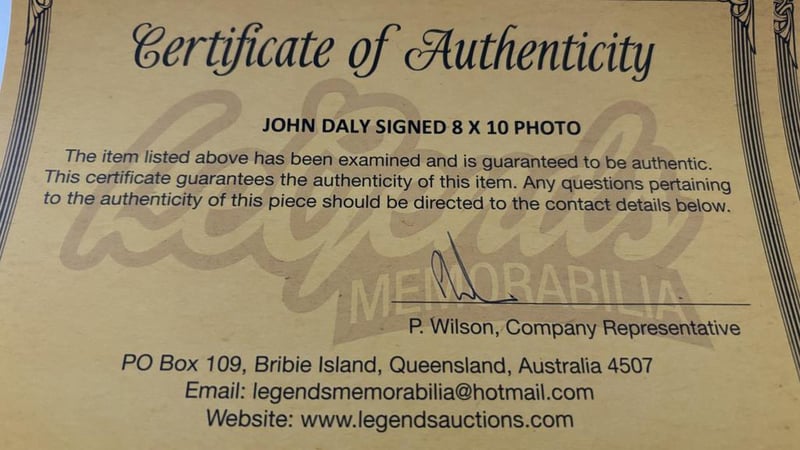 Certificate of Authenticity
JOHN DALY SIGNED 8 X 10 PHOTO
The item listed above has been examined and is guaranteed to be authentic.
This certificate guarantees the authenticity of this item. Any questions pertaining
to the authenticity of this piece should be directed to the contact details below.
Legends
MEMORABILIA
P. Wilson, Company Representative
PO Box 109, Bribie Island, Queensland, Australia 4507
Email: legendsmemorabilia@hotmail.com
Website: www.legendsauctions.com